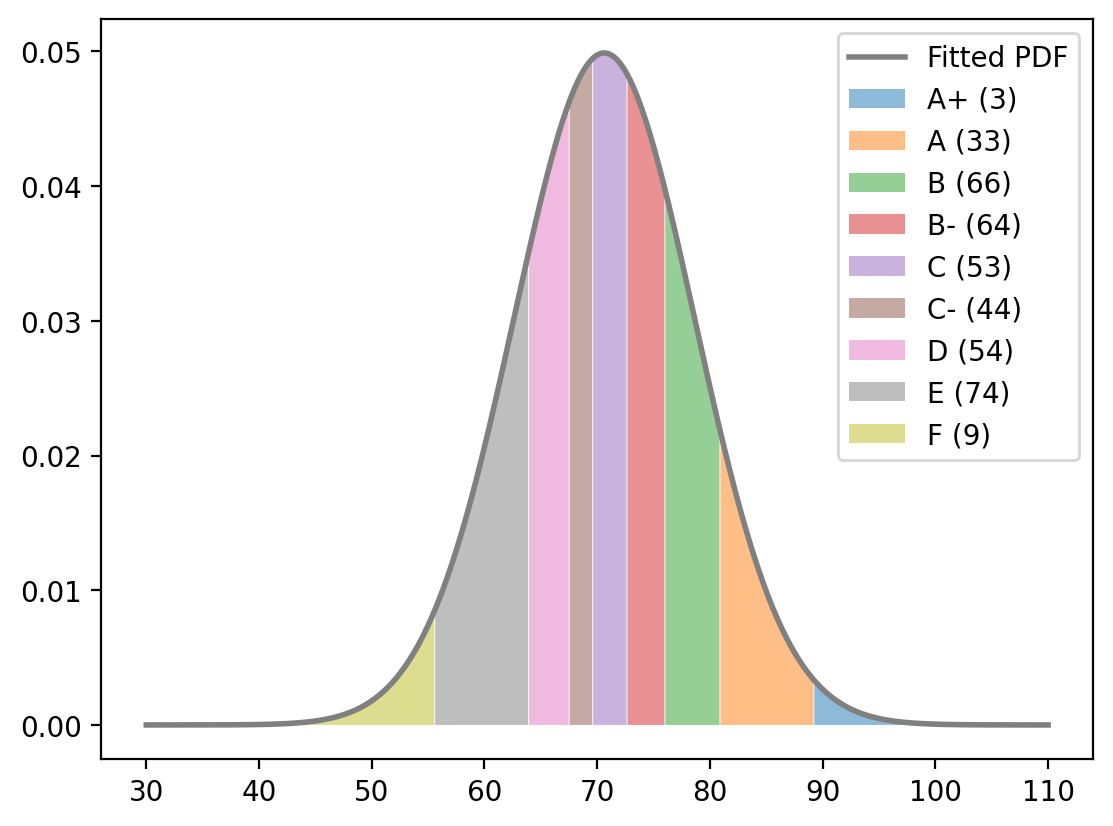 0.05
0.04
0.03
0.02
0.01
0.00
30 40 50 60 70 80 90 100 110
Fitted PDF
A+ (3)
A (33)
B (66)
B- (64)
C (53)
C- (44)
D (54)
E (74)
F (9)